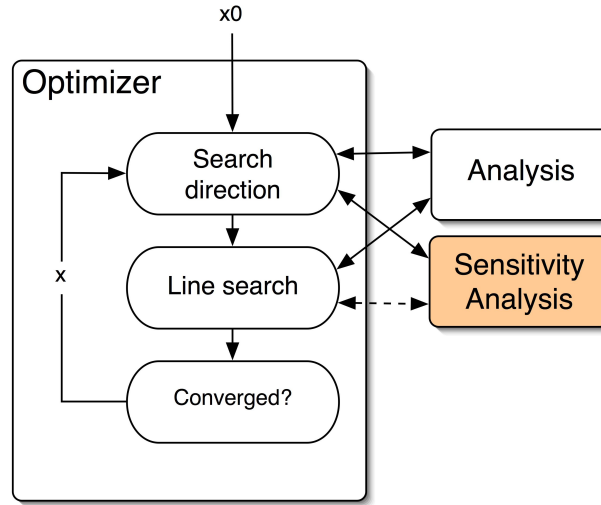 x0
Optimizer
Search
direction
Analysis
x
Line search
Sensitivity
Analysis
Converged?